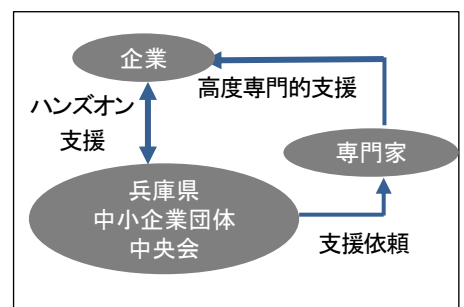 企業
ハンズオン
支援
高度専門的支援
専門家
兵庫県
中小企業団体
中央会
支援依頼